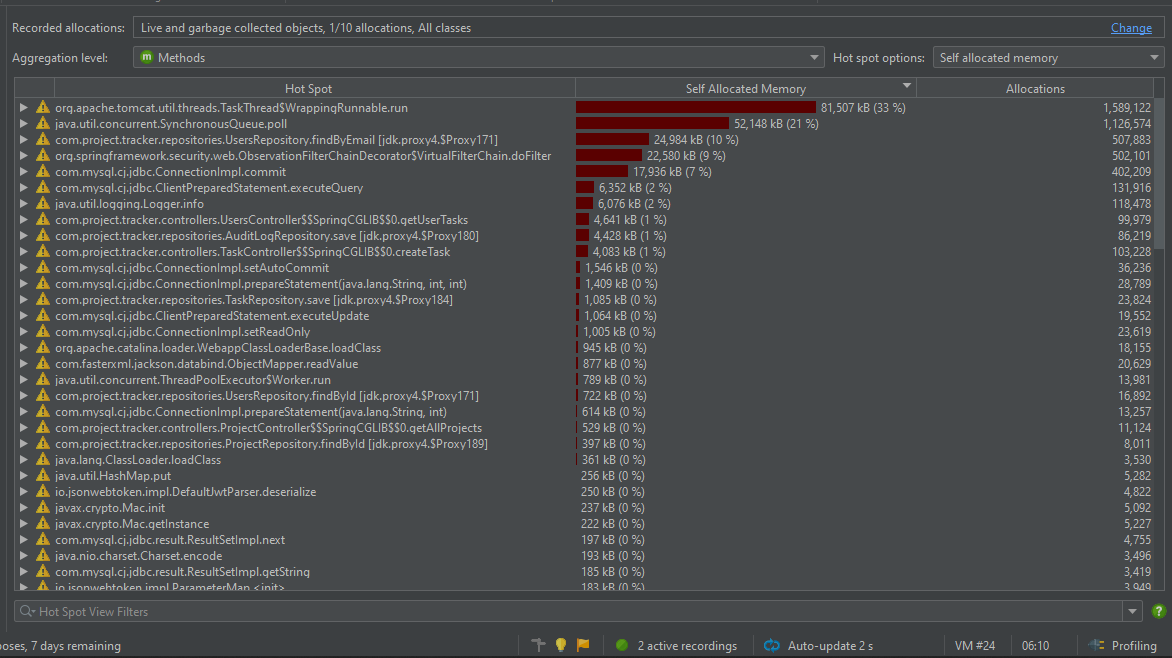 Recorded allocations: Live and garbage collected objects, 1/10 allocations, All classes Change
Aggregation level: m Methods Hot spot options: Self allocated memory
Hot Spot Self Allocated Memory Allocations
org.apache.tomcat.util.threads.TaskThread$WrappingRunnable.run 81,507 kB (33 %) 1,589,122
java.util.concurrent.SynchronousQueue.poll 52,148 kB (21 %) 1,126,574
com.project.tracker.repositories.UsersRepository.findByEmail [jdk.proxy4.$Proxy171] 24,984 kB (10 %) 507,883
org.springframework.security.web.ObservationFilterChainDecorator$VirtualFilterChain.doFilter 22,580 kB (9 %) 502,101
com.mysql.cj.jdbc.ConnectionImpl.commit 17,936 kB (7 %) 402,209
com.mysql.cj.jdbc.ClientPreparedStatement.executeQuery 6,352 kB (2 %) 131,916
java.util.logging.Logger.info 6,076 kB (2 %) 118,478
com.project.tracker.controllers.UsersController$$SpringCGLIB$$0.getUserTasks 4,641 kB (1 %) 99,979
com.project.tracker.repositories.AuditLogRepository.save [jdk.proxy4.$Proxy180] 4,428 kB (1 %) 86,219
com.project.tracker.controllers.TaskController$$SpringCGLIB$$0.createTask 4,083 kB (1 %) 103,228
com.mysql.cj.jdbc.ConnectionImpl.setAutoCommit 1,546 kB (0 %) 36,236
com.mysql.cj.jdbc.ConnectionImpl.prepareStatement(java.lang.String, int, int) 1,409 kB (0 %) 28,789
com.project.tracker.repositories.TaskRepository.save [jdk.proxy4.$Proxy184] 1,085 kB (0 %) 23,824
com.mysql.cj.jdbc.ClientPreparedStatement.executeUpdate 1,064 kB (0 %) 19,552
com.mysql.cj.jdbc.ConnectionImpl.setReadOnly 1,005 kB (0 %) 23,619
org.apache.catalina.loader.WebappClassLoaderBase.loadClass 945 kB (0 %) 18,155
com.fasterxml.jackson.databind.ObjectMapper.readValue 877 kB (0 %) 20,629
java.util.concurrent.ThreadPoolExecutor$Worker.run 789 kB (0 %) 13,981
com.project.tracker.repositories.UsersRepository.findById [jdk.proxy4.$Proxy171] 722 kB (0 %) 16,892
com.mysql.cj.jdbc.ConnectionImpl.prepareStatement(java.lang.String, int) 614 kB (0 %) 13,257
com.project.tracker.controllers.ProjectController$$SpringCGLIB$$0.getAllProjects 529 kB (0 %) 11,124
com.project.tracker.repositories.ProjectRepository.findById [jdk.proxy4.$Proxy189] 397 kB (0 %) 8,011
java.lang.ClassLoader.loadClass 361 kB (0 %) 3,530
java.util.HashMap.put 256 kB (0 %) 5,282
io.jsonwebtoken.impl.DefaultJwtParser.deserialize 250 kB (0 %) 4,822
javax.crypto.Mac.init 237 kB (0 %) 5,092
javax.crypto.Mac.getInstance 222 kB (0 %) 5,227
com.mysql.cj.jdbc.result.ResultSetImpl.next 197 kB (0 %) 4,755
java.nio.charset.Charset.encode 193 kB (0 %) 3,496
com.mysql.cj.jdbc.result.ResultSetImpl.getString 185 kB (0 %) 3,419
io.jsonwebtoken.impl.ParameterMap.<init> 183 kB (0 %) 3,949
Hot Spot View Filters ?
oses, 7 days remaining 2 active recordings Auto-update 2 s VM #24 06:10 Profiling